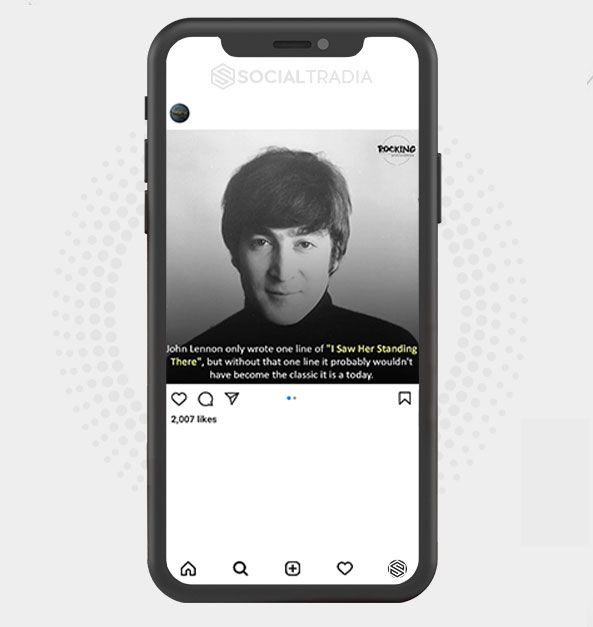 SOCIALTRADIA
ROCKING
John Lennon only wrote one line of "I Saw Her Standing
There", but without that one line it probably wouldn't
have become the classic it is a today.
2,007 likes